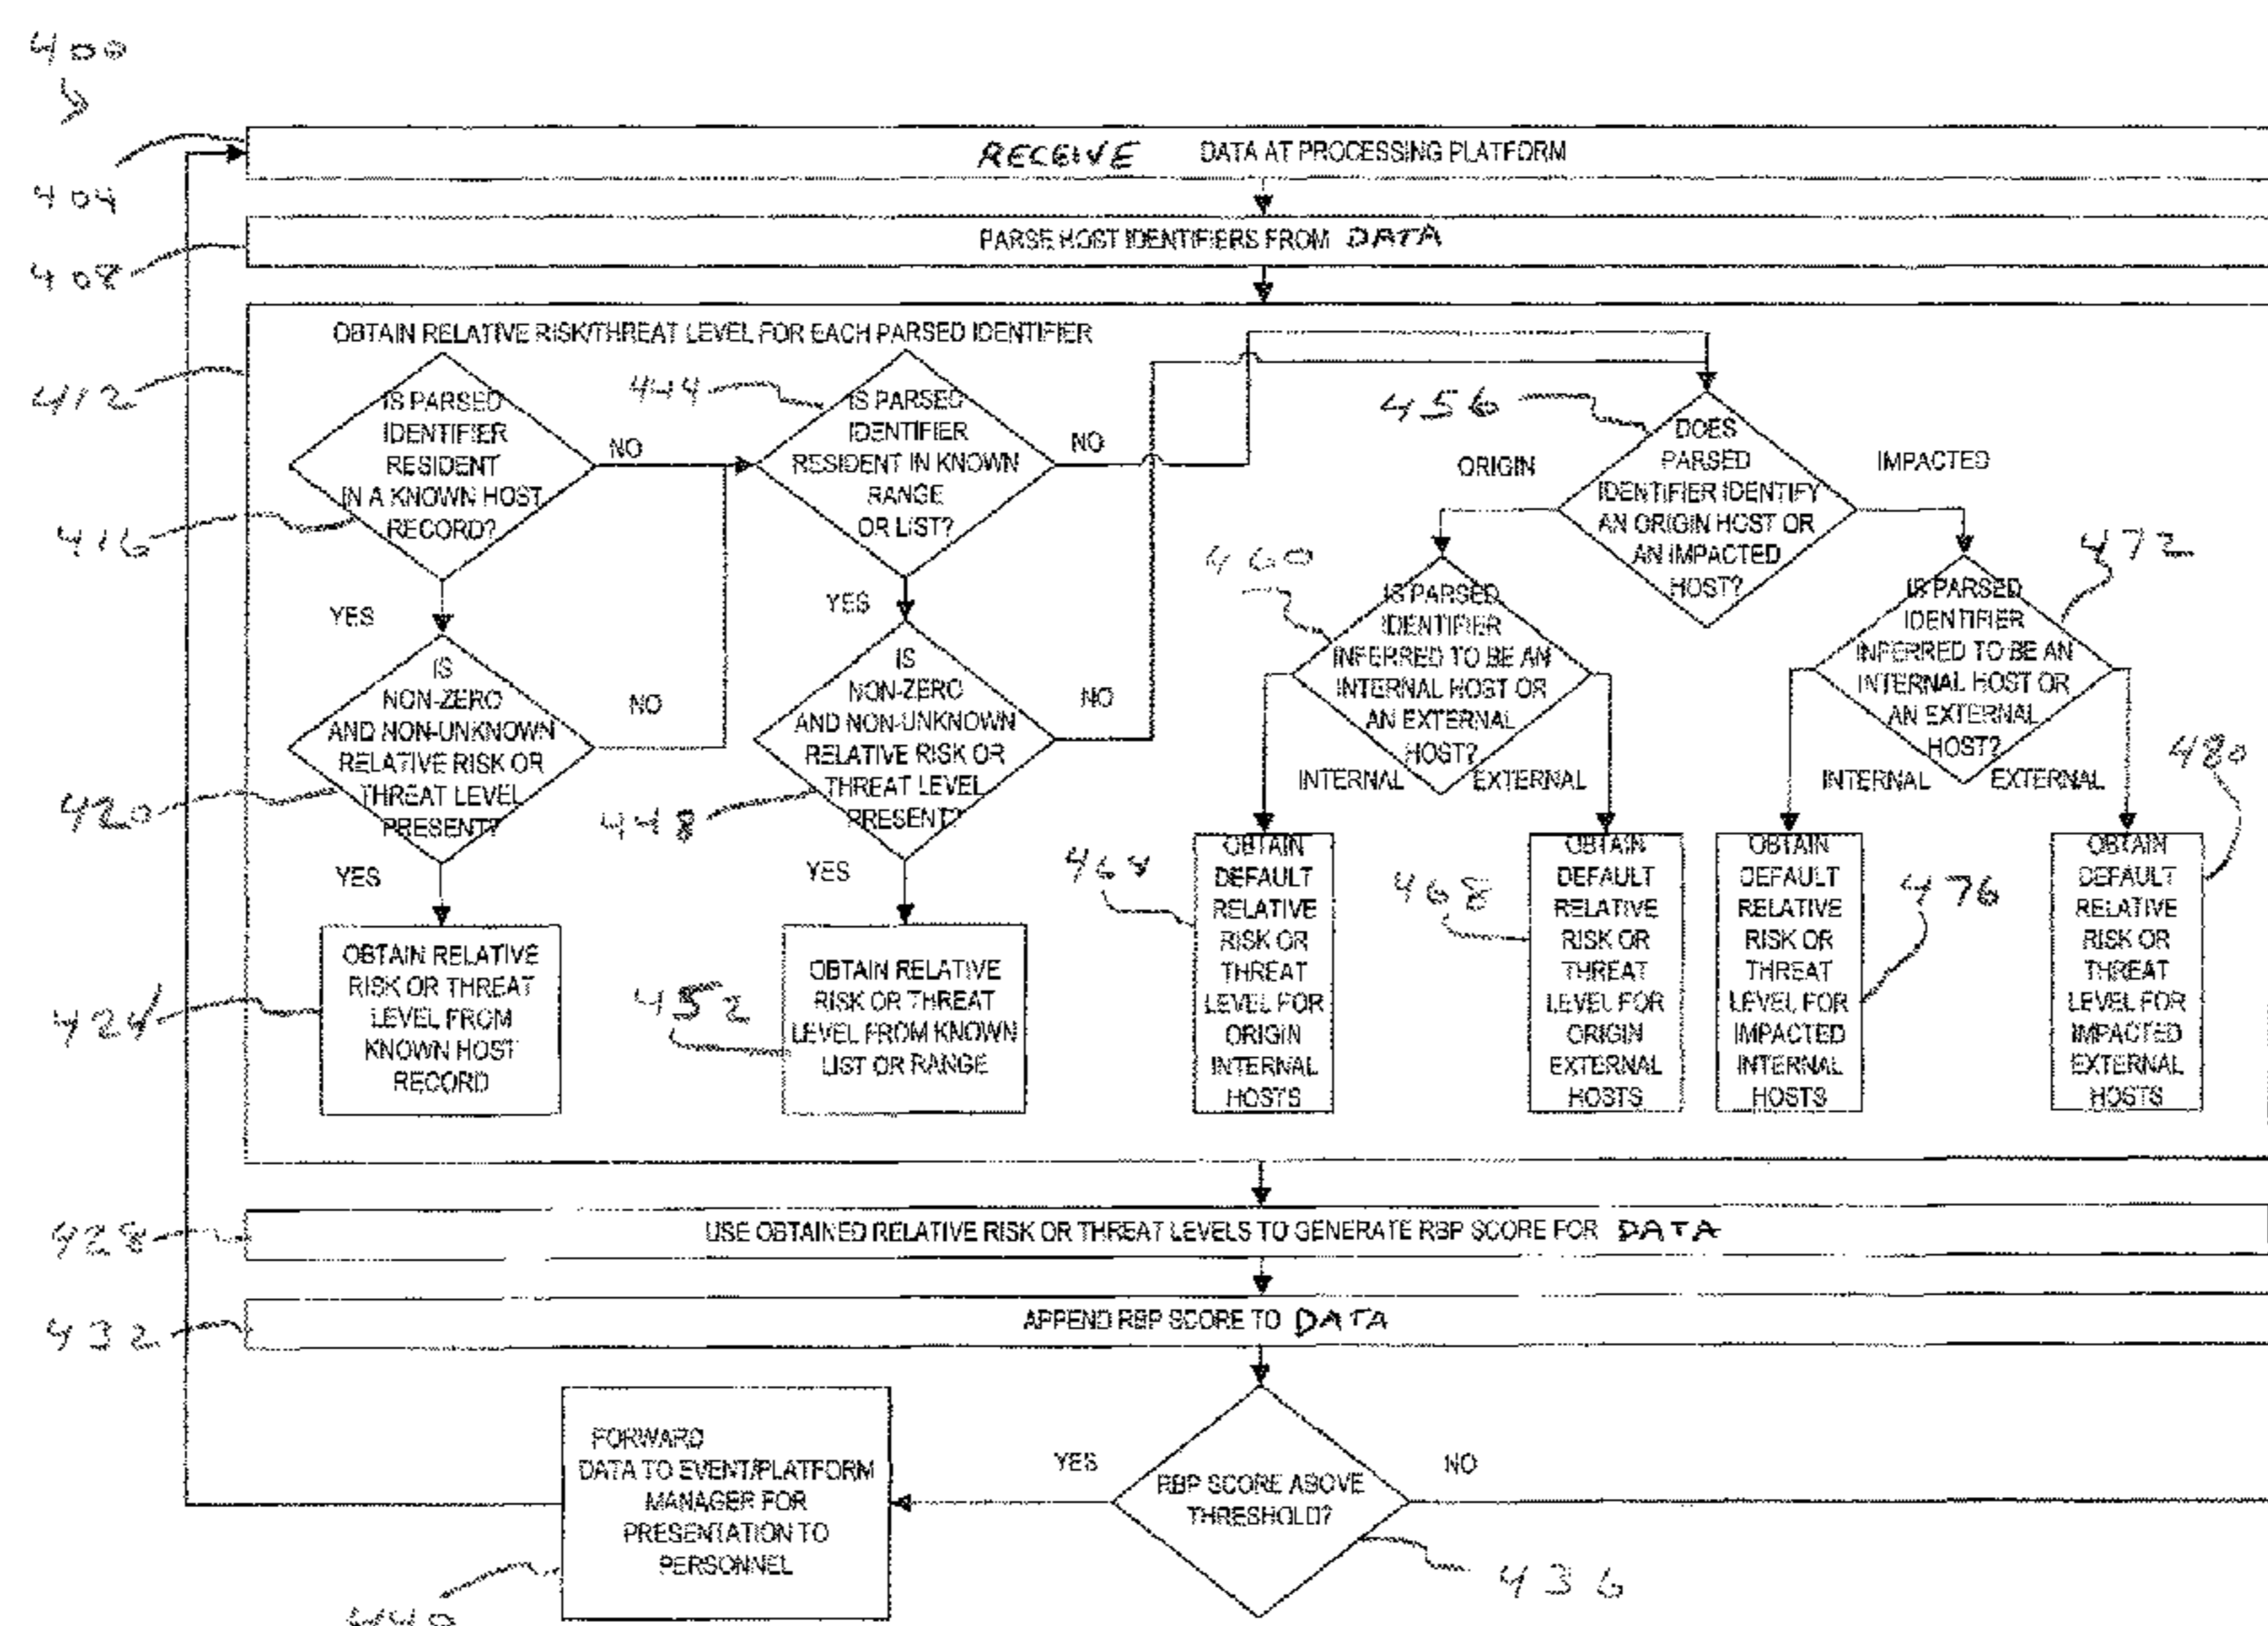 400
RECEIVE DATA AT PROCESSING PLATFORM
404
PARSE HOST IDENTIFIERS FROM DATA
408
OBTAIN RELATIVE RISK/THREAT LEVEL FOR EACH PARSED IDENTIFIER
412
IS PARSED
IDENTIFIER
RESIDENT
IN A KNOWN HOST
RECORD?
416
NO
YES
IS
NON-ZERO
AND NON-UNKNOWN
RELATIVE RISK OR
THREAT LEVEL
PRESENT?
420
NO
YES
OBTAIN RELATIVE
RISK OR THREAT
LEVEL FROM
KNOWN HOST
RECORD
424
444
IS PARSED
IDENTIFIER
RESIDENT IN KNOWN
RANGE
OR LIST?
NO
YES
IS
NON-ZERO
AND NON-UNKNOWN
RELATIVE RISK OR
THREAT LEVEL
PRESENT?
448
NO
YES
OBTAIN RELATIVE
RISK OR THREAT
LEVEL FROM KNOWN
LIST OR RANGE
452
456
DOES
PARSED
IDENTIFIER IDENTIFY
AN ORIGIN HOST OR
AN IMPACTED
HOST?
ORIGIN
IMPACTED
460
IS PARSED
IDENTIFIER
INFERRED TO BE AN
INTERNAL HOST OR
AN EXTERNAL
HOST?
INTERNAL
EXTERNAL
472
IS PARSED
IDENTIFIER
INFERRED TO BE AN
INTERNAL HOST OR
AN EXTERNAL
HOST?
INTERNAL
EXTERNAL
464
OBTAIN
DEFAULT
RELATIVE
RISK OR
THREAT
LEVEL FOR
ORIGIN
INTERNAL
HOSTS
468
OBTAIN
DEFAULT
RELATIVE
RISK OR
THREAT
LEVEL FOR
ORIGIN
EXTERNAL
HOSTS
476
OBTAIN
DEFAULT
RELATIVE
RISK OR
THREAT
LEVEL FOR
IMPACTED
INTERNAL
HOSTS
480
OBTAIN
DEFAULT
RELATIVE
RISK OR
THREAT
LEVEL FOR
IMPACTED
EXTERNAL
HOSTS
USE OBTAINED RELATIVE RISK OR THREAT LEVELS TO GENERATE RBP SCORE FOR DATA
428
APPEND RBP SCORE TO DATA
432
RBP SCORE ABOVE
THRESHOLD?
436
YES
NO
FORWARD
DATA TO EVENT/PLATFORM
MANAGER FOR
PRESENTATION TO
PERSONNEL
440